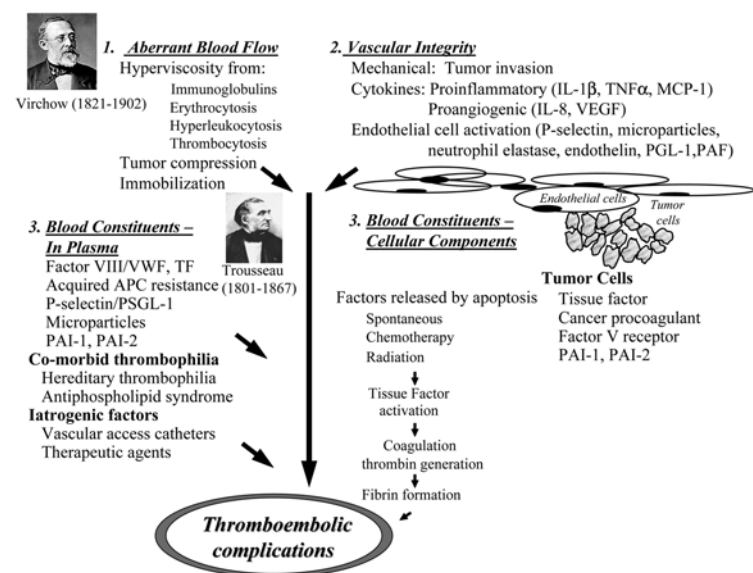 1. Aberrant Blood Flow
Hyperviscosity from:
Immunoglobulins
Erythrocytosis
Hyperleukocytosis
Thrombocytosis
Tumor compression
Immobilization
Virchow (1821-1902)
2. Vascular Integrity
Mechanical: Tumor invasion
Cytokines: Proinflammatory (IL-1β, TNFα, MCP-1)
Proangiogenic (IL-8, VEGF)
Endothelial cell activation (P-selectin, microparticles,
neutrophil elastase, endothelin, PGL-1,PAF)
Endothelial cells
Tumor
cells
3. Blood Constituents –
In Plasma
Factor VIII/VWF, TF
Acquired APC resistance
P-selectin/PSGL-1
Microparticles
PAI-1, PAI-2
Co-morbid thrombophilia
Hereditary thrombophilia
Antiphospholipid syndrome
Iatrogenic factors
Vascular access catheters
Therapeutic agents
Trousseau
(1801-1867)
3. Blood Constituents –
Cellular Components
Factors released by apoptosis
Spontaneous
Chemotherapy
Radiation
Tissue Factor
activation
Coagulation
thrombin generation
Fibrin formation
Tumor Cells
Tissue factor
Cancer procoagulant
Factor V receptor
PAI-1, PAI-2
Thromboembolic
complications